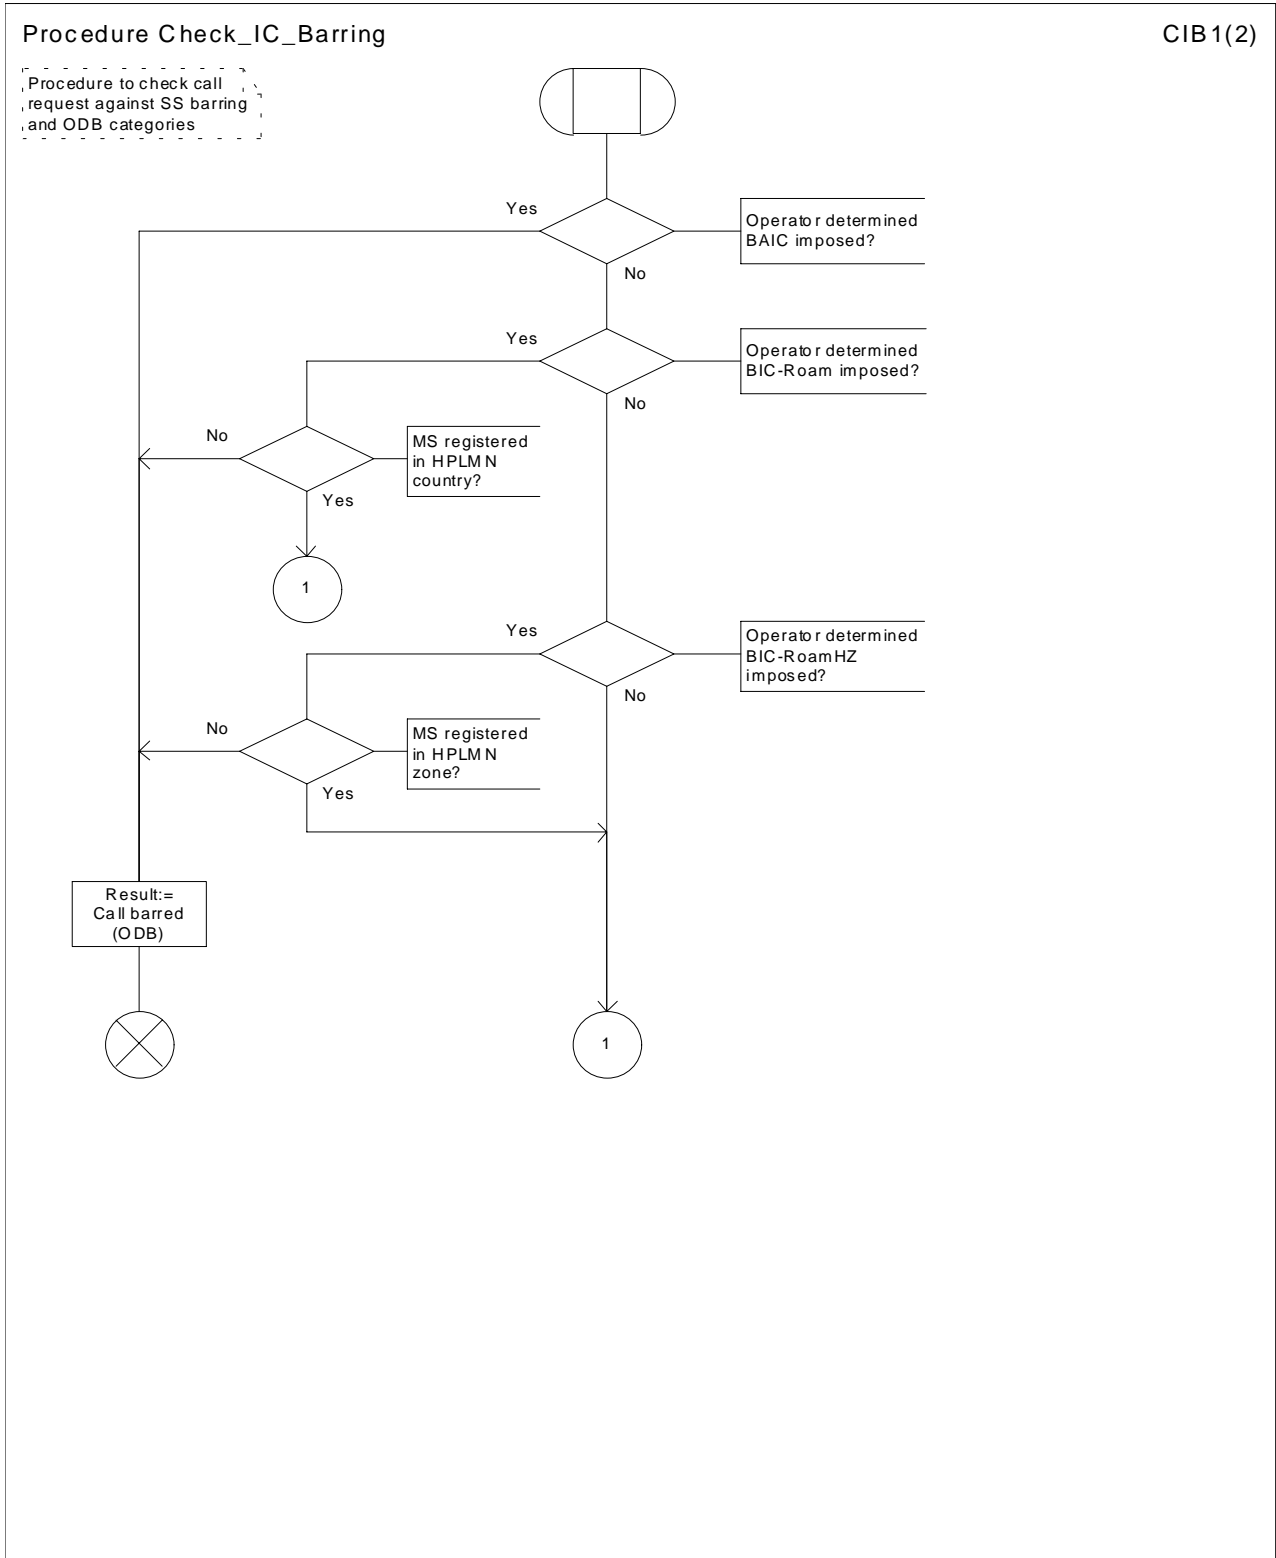 Procedure Check_IC_Barring
CIB1(2)
Procedure to check call
request against SS barring
and ODB categories
Yes
Operator determined
BAIC imposed?
No
Yes
Operator determined
BIC-Roam imposed?
No
No
MS registered
in HPLMN
country?
Yes
1
Yes
Operator determined
BIC-RoamHZ
imposed?
No
No
MS registered
in HPLMN
zone?
Yes
Result:=
Call barred
(ODB)
1